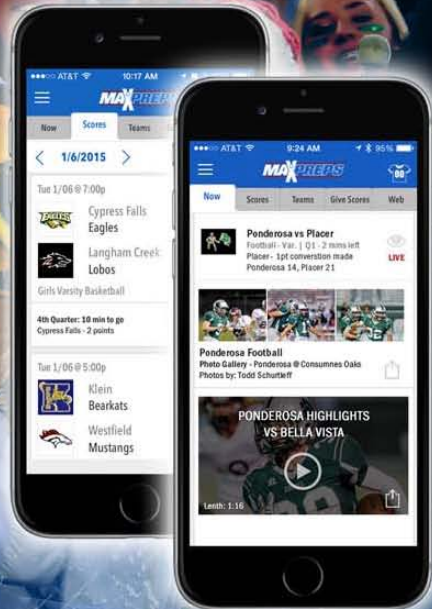 AT&T 10:17 AM
MAXPREPS
Now Scores Teams
1/6/2015
Tue 1/06 @ 7:00p
EAGLES
Cypress Falls
Eagles
Langham Creek
Lobos
Girls Varsity Basketball
4th Quarter: 10 min to go
Cypress Falls - 2 points
Tue 1/06 @ 5:00p
Klein
Bearkats
Westfield
Mustangs
AT&T 9:24 AM 95%
MAXPREPS
00
Now Scores Teams Give Scores Web
Ponderosa vs Placer
Football - Var. | Q1 - 2 mins left
Placer - 1pt converstion made
Ponderosa 14, Placer 21
LIVE
Ponderosa Football
Photo Gallery - Ponderosa @ Consumnes Oaks
Photos by: Todd Schurtleff
PONDEROSA HIGHLIGHTS
VS BELLA VISTA
Lenth: 1:16